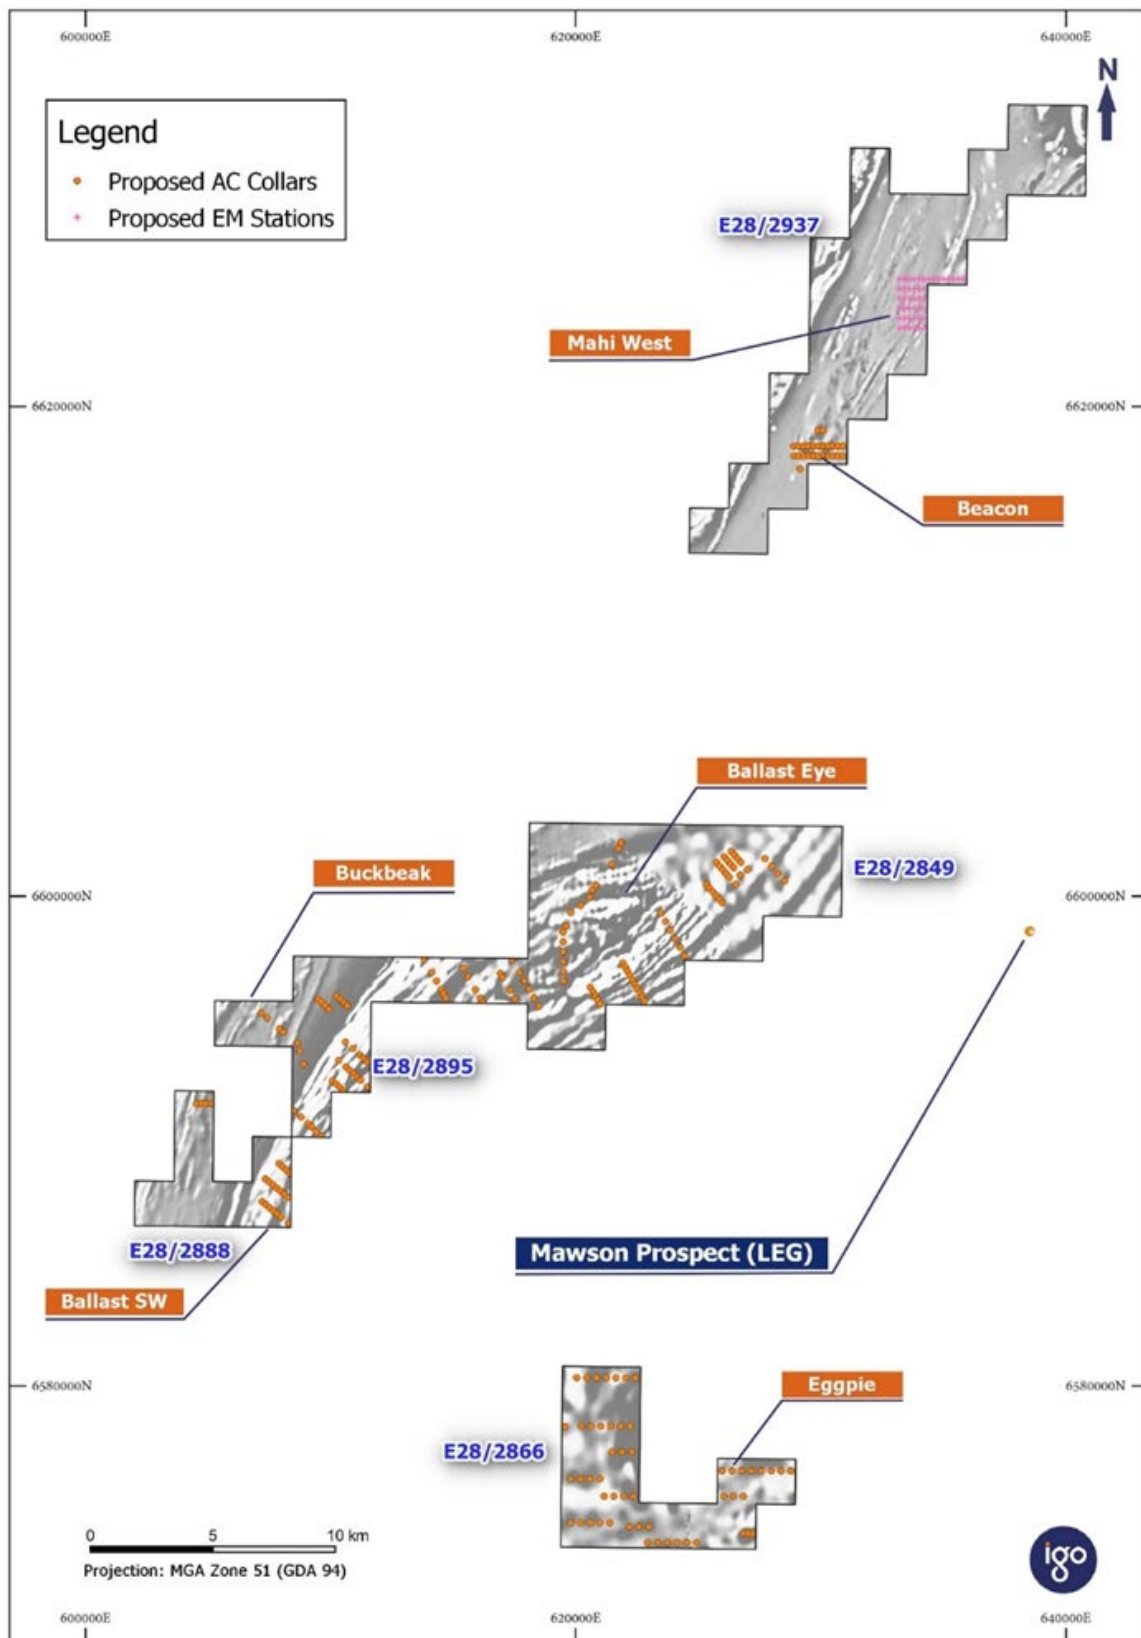 600000E
620000E
640000E
N
Legend
Proposed AC Collars
Proposed EM Stations
E28/2937
Mahi West
6620000N
6620000N
Beacon
Ballast Eye
Buckbeak
E28/2849
6600000N
6600000N
E28/2895
E28/2888
Mawson Prospect (LEG)
Ballast SW
6580000N
6580000N
Eggpie
E28/2866
0 5 10 km
Projection: MGA Zone 51 (GDA 94)
igo
600000E
620000E
640000E